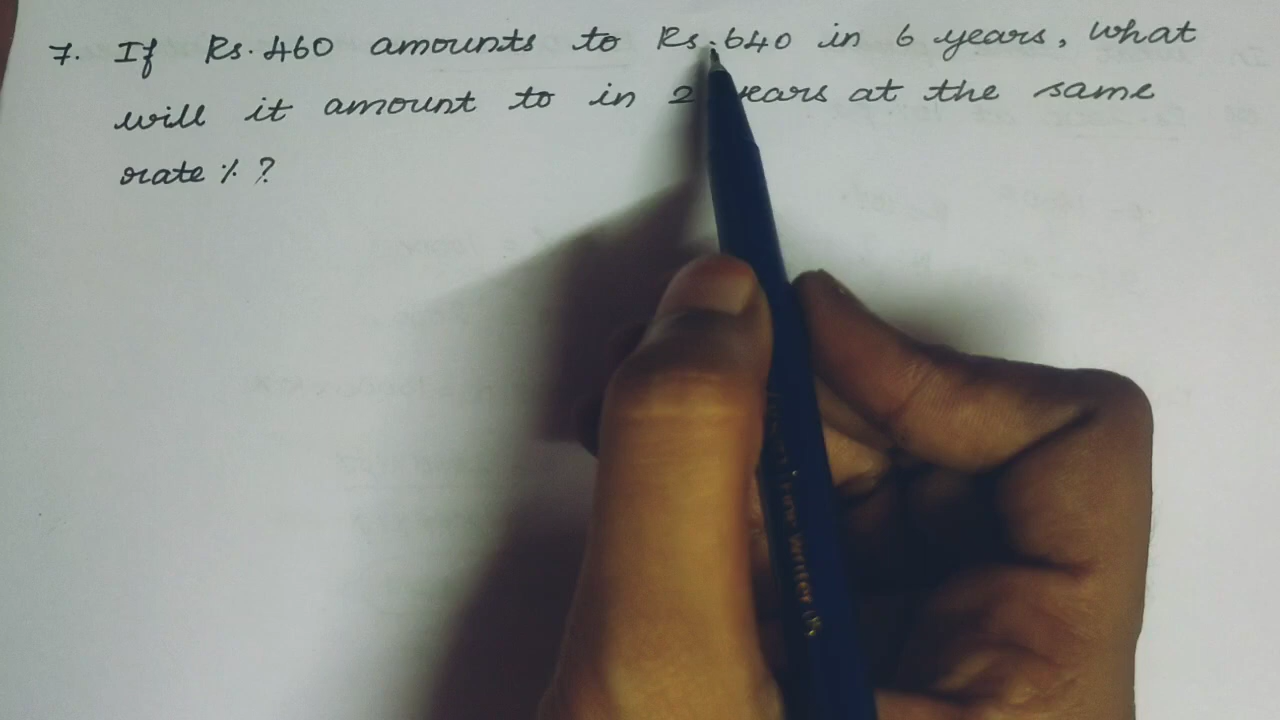 7. If Rs. 460 amounts to Rs. 640 in 6 years, what
will it amount to in 2 years at the same
rate % ?